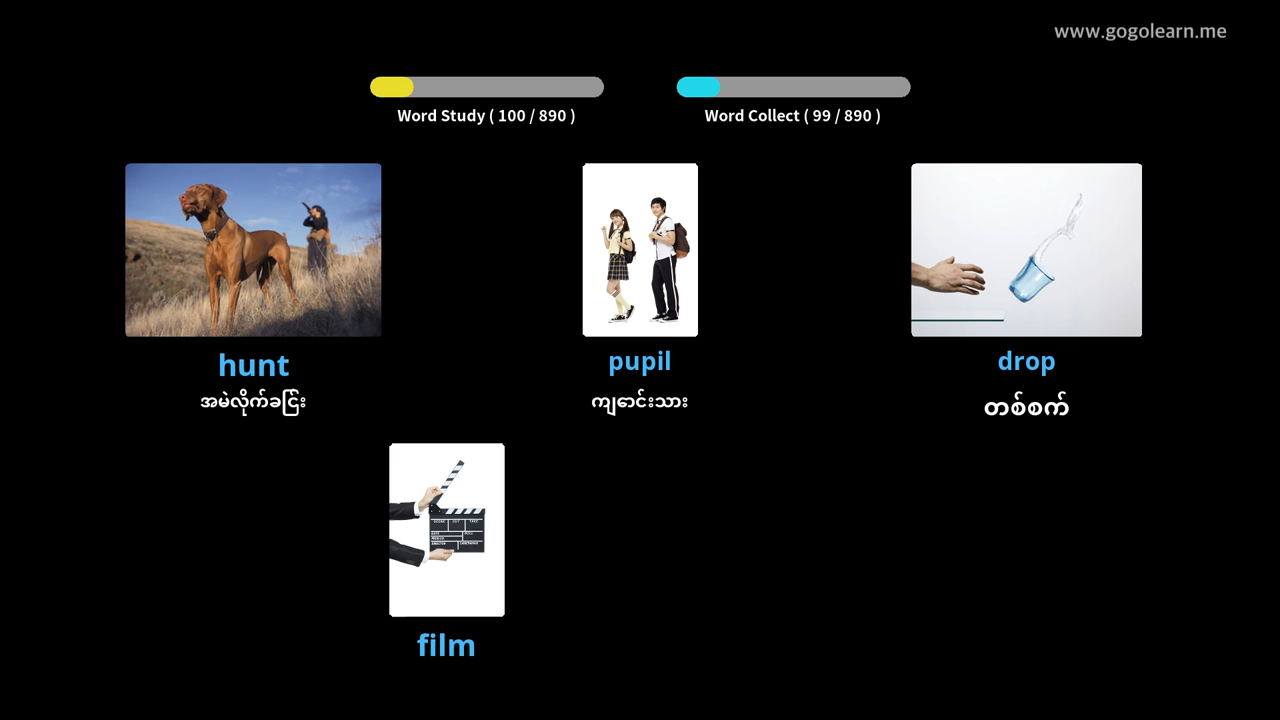 www.gogolearn.me
Word Study ( 100 / 890 )
Word Collect ( 99 / 890 )
hunt
အမဲလိုက်ခြင်း
pupil
ကျောင်းသား
drop
တစ်စက်
film